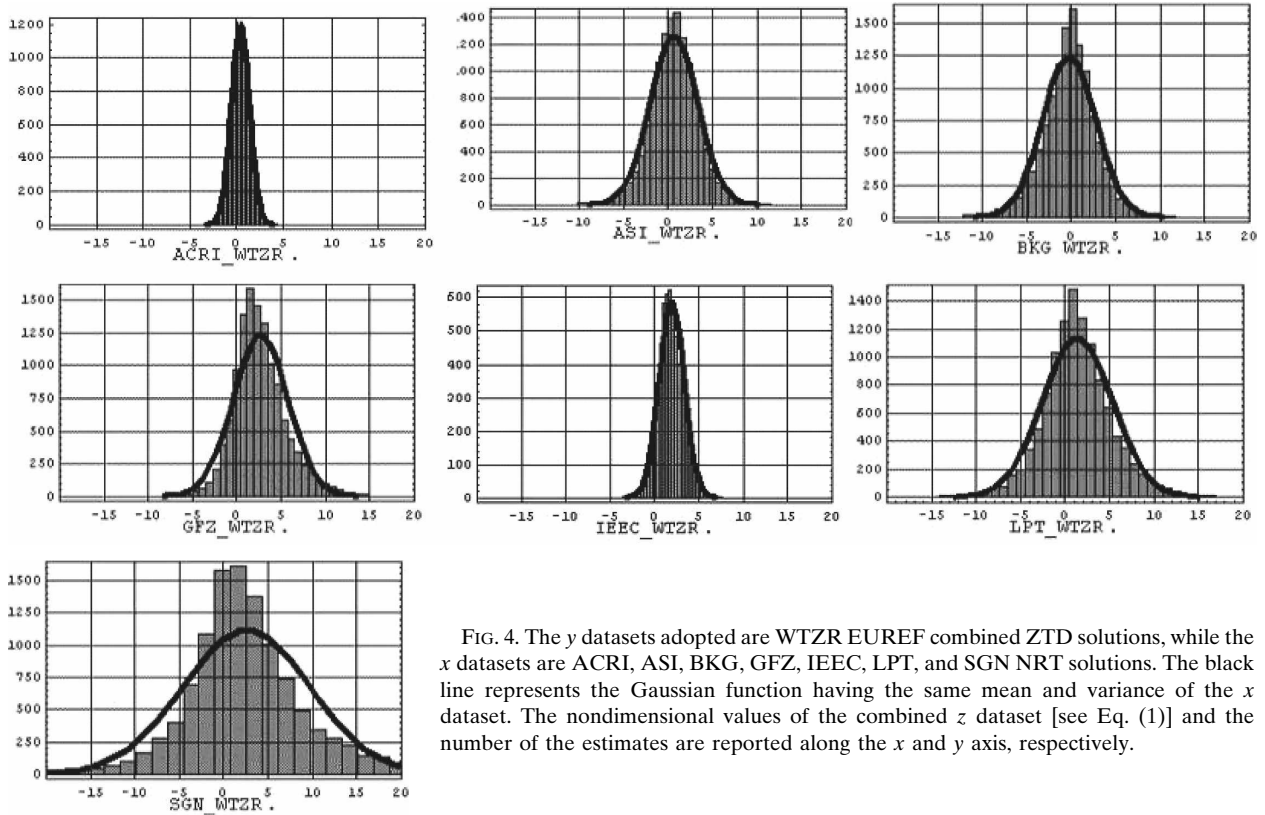 1200
1000
800
600
400
200
0
-15 -10 -5 0 5 10 15 20
ACRI_WTZR.
.400
.200
.000
800
600
400
200
0
-15 -10 -5 0 5 10 15 20
ASI_WTZR.
1500
1250
1000
750
500
250
0
-15 -10 -5 0 5 10 15 20
BKG_WTZR.
1500
1250
1000
750
500
250
0
-15 -10 -5 0 5 10 15 20
GFZ_WTZR.
600
500
400
300
200
100
0
-15 -10 -5 0 5 10 15 20
IEEC_WTZR.
1400
1200
1000
800
600
400
200
0
-15 -10 -5 0 5 10 15 20
LPT_WTZR.
1500
1250
1000
750
500
250
0
-15 -10 -5 0 5 10 15 20
SGN_WTZR.
FIG. 4. The y datasets adopted are WTZR EUREF combined ZTD solutions, while the
x datasets are ACRI, ASI, BKG, GFZ, IEEC, LPT, and SGN NRT solutions. The black
line represents the Gaussian function having the same mean and variance of the x
dataset. The nondimensional values of the combined z dataset [see Eq. (1)] and the
number of the estimates are reported along the x and y axis, respectively.